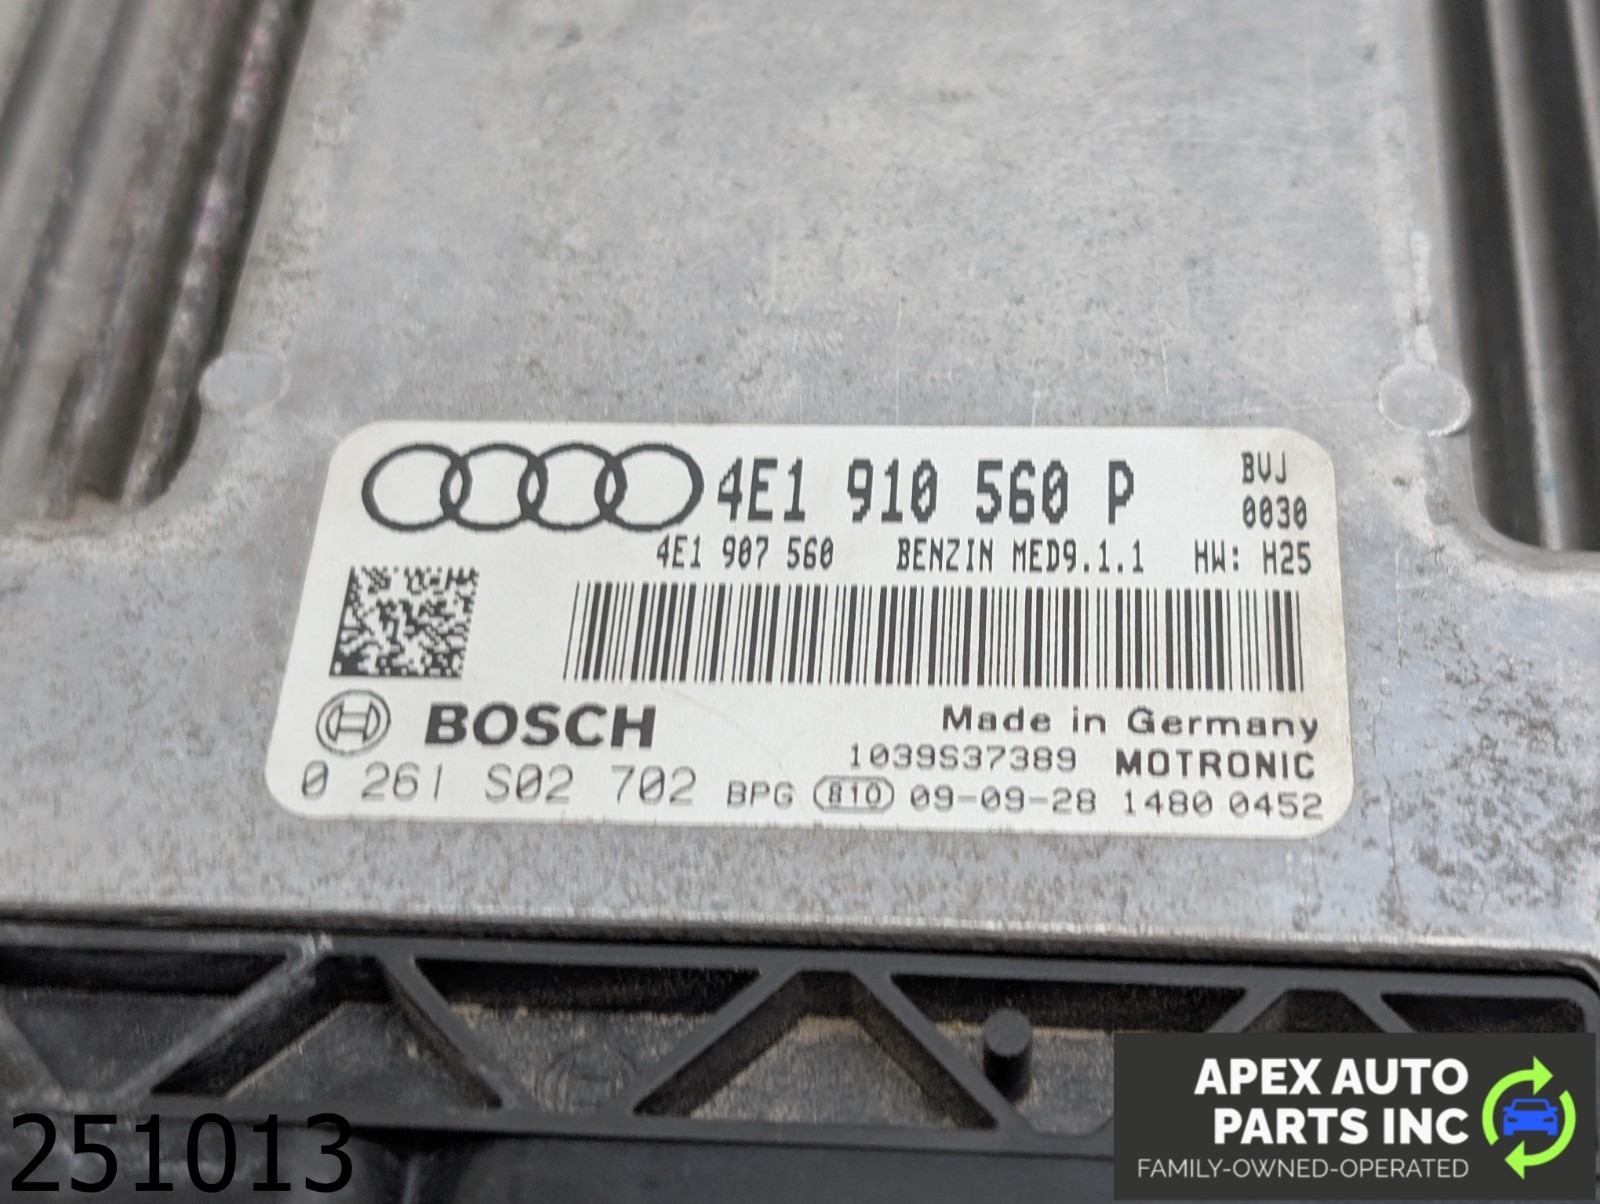 4E1 910 560 P
BVJ
0030
4E1 907 560 BENZIN MED9.1.1 HW: H25
BOSCH
Made in Germany
1039S37389 MOTRONIC
0 261 S02 702 BPG 810 09-09-28 1480 0452
251013
APEX AUTO
PARTS INC
FAMILY-OWNED-OPERATED